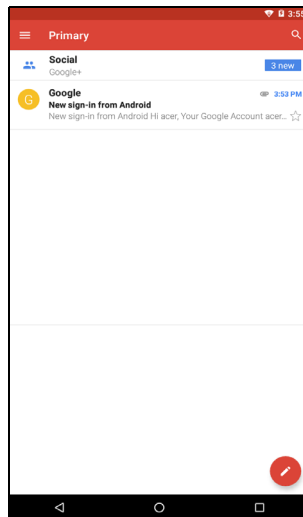 3:55
Primary
Social
Google+
3 new
G
Google
3:53 PM
New sign-in from Android
New sign-in from Android Hi acer, Your Google Account acer...